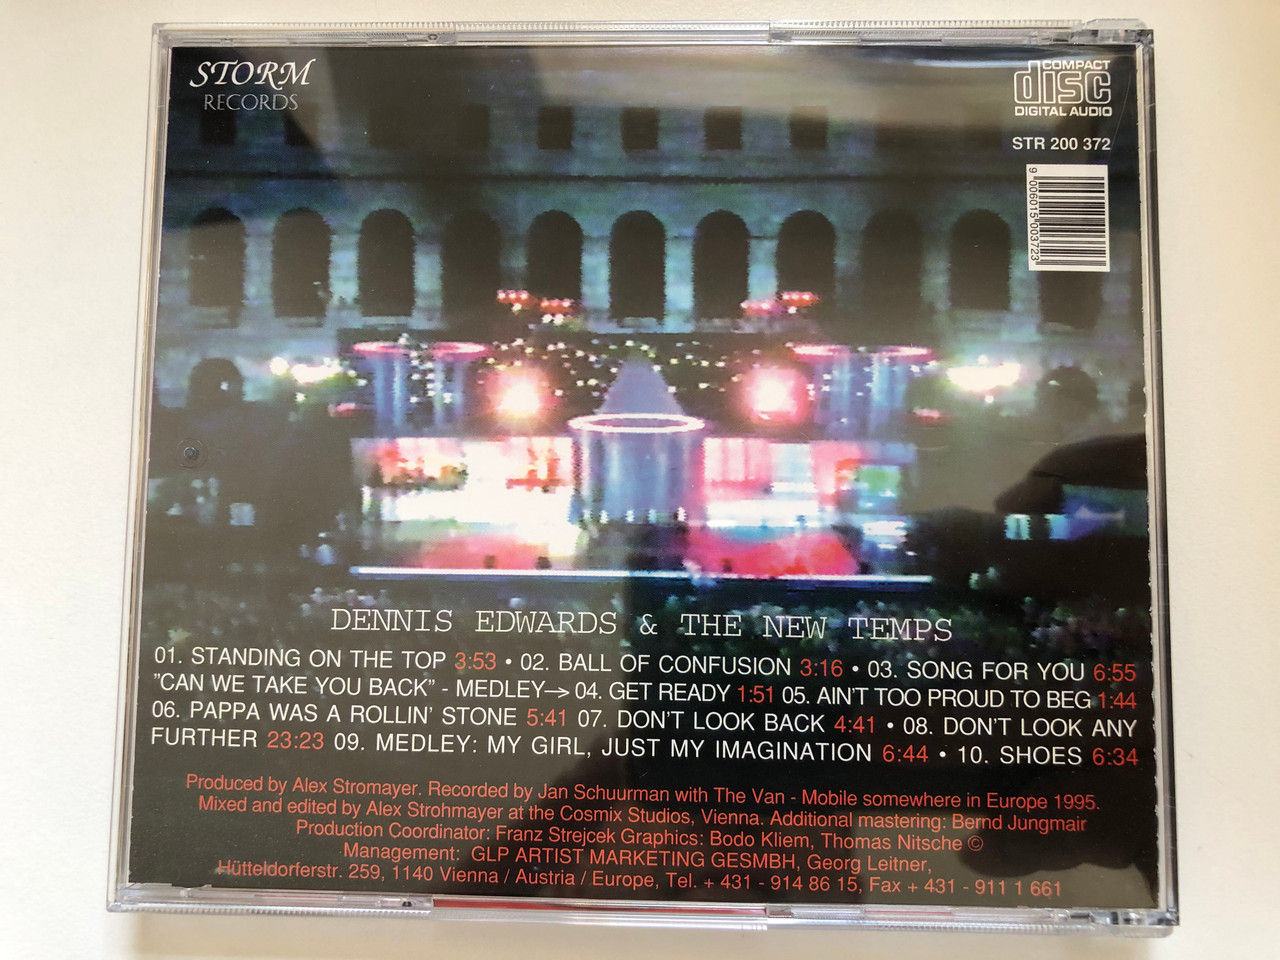 STORM
RECORDS
COMPACT
disc
DIGITAL AUDIO
STR 200 372
9 006015 003723
DENNIS EDWARDS & THE NEW TEMPS
01. STANDING ON THE TOP 3:53 • 02. BALL OF CONFUSION 3:16 • 03. SONG FOR YOU 6:55
"CAN WE TAKE YOU BACK" - MEDLEY→ 04. GET READY 1:51 05. AIN'T TOO PROUD TO BEG 1:44
06. PAPPA WAS A ROLLIN' STONE 5:41 07. DON'T LOOK BACK 4:41 • 08. DON'T LOOK ANY
FURTHER 23:23 09. MEDLEY: MY GIRL, JUST MY IMAGINATION 6:44 • 10. SHOES 6:34
Produced by Alex Stromayer. Recorded by Jan Schuurman with The Van - Mobile somewhere in Europe 1995.
Mixed and edited by Alex Strohmayer at the Cosmix Studios, Vienna. Additional mastering: Bernd Jungmair
Production Coordinator: Franz Strejcek Graphics: Bodo Kliem, Thomas Nitsche ©
Management: GLP ARTIST MARKETING GESMBH, Georg Leitner,
Hütteldorferstr. 259, 1140 Vienna / Austria / Europe, Tel. + 431 - 914 86 15, Fax + 431 - 911 1 661